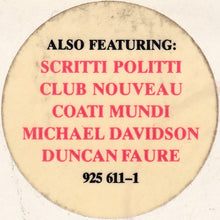 ALSO FEATURING:
SCRITTI POLITTI
CLUB NOUVEAU
COATI MUNDI
MICHAEL DAVIDSON
DUNCAN FAURE
925 611–1